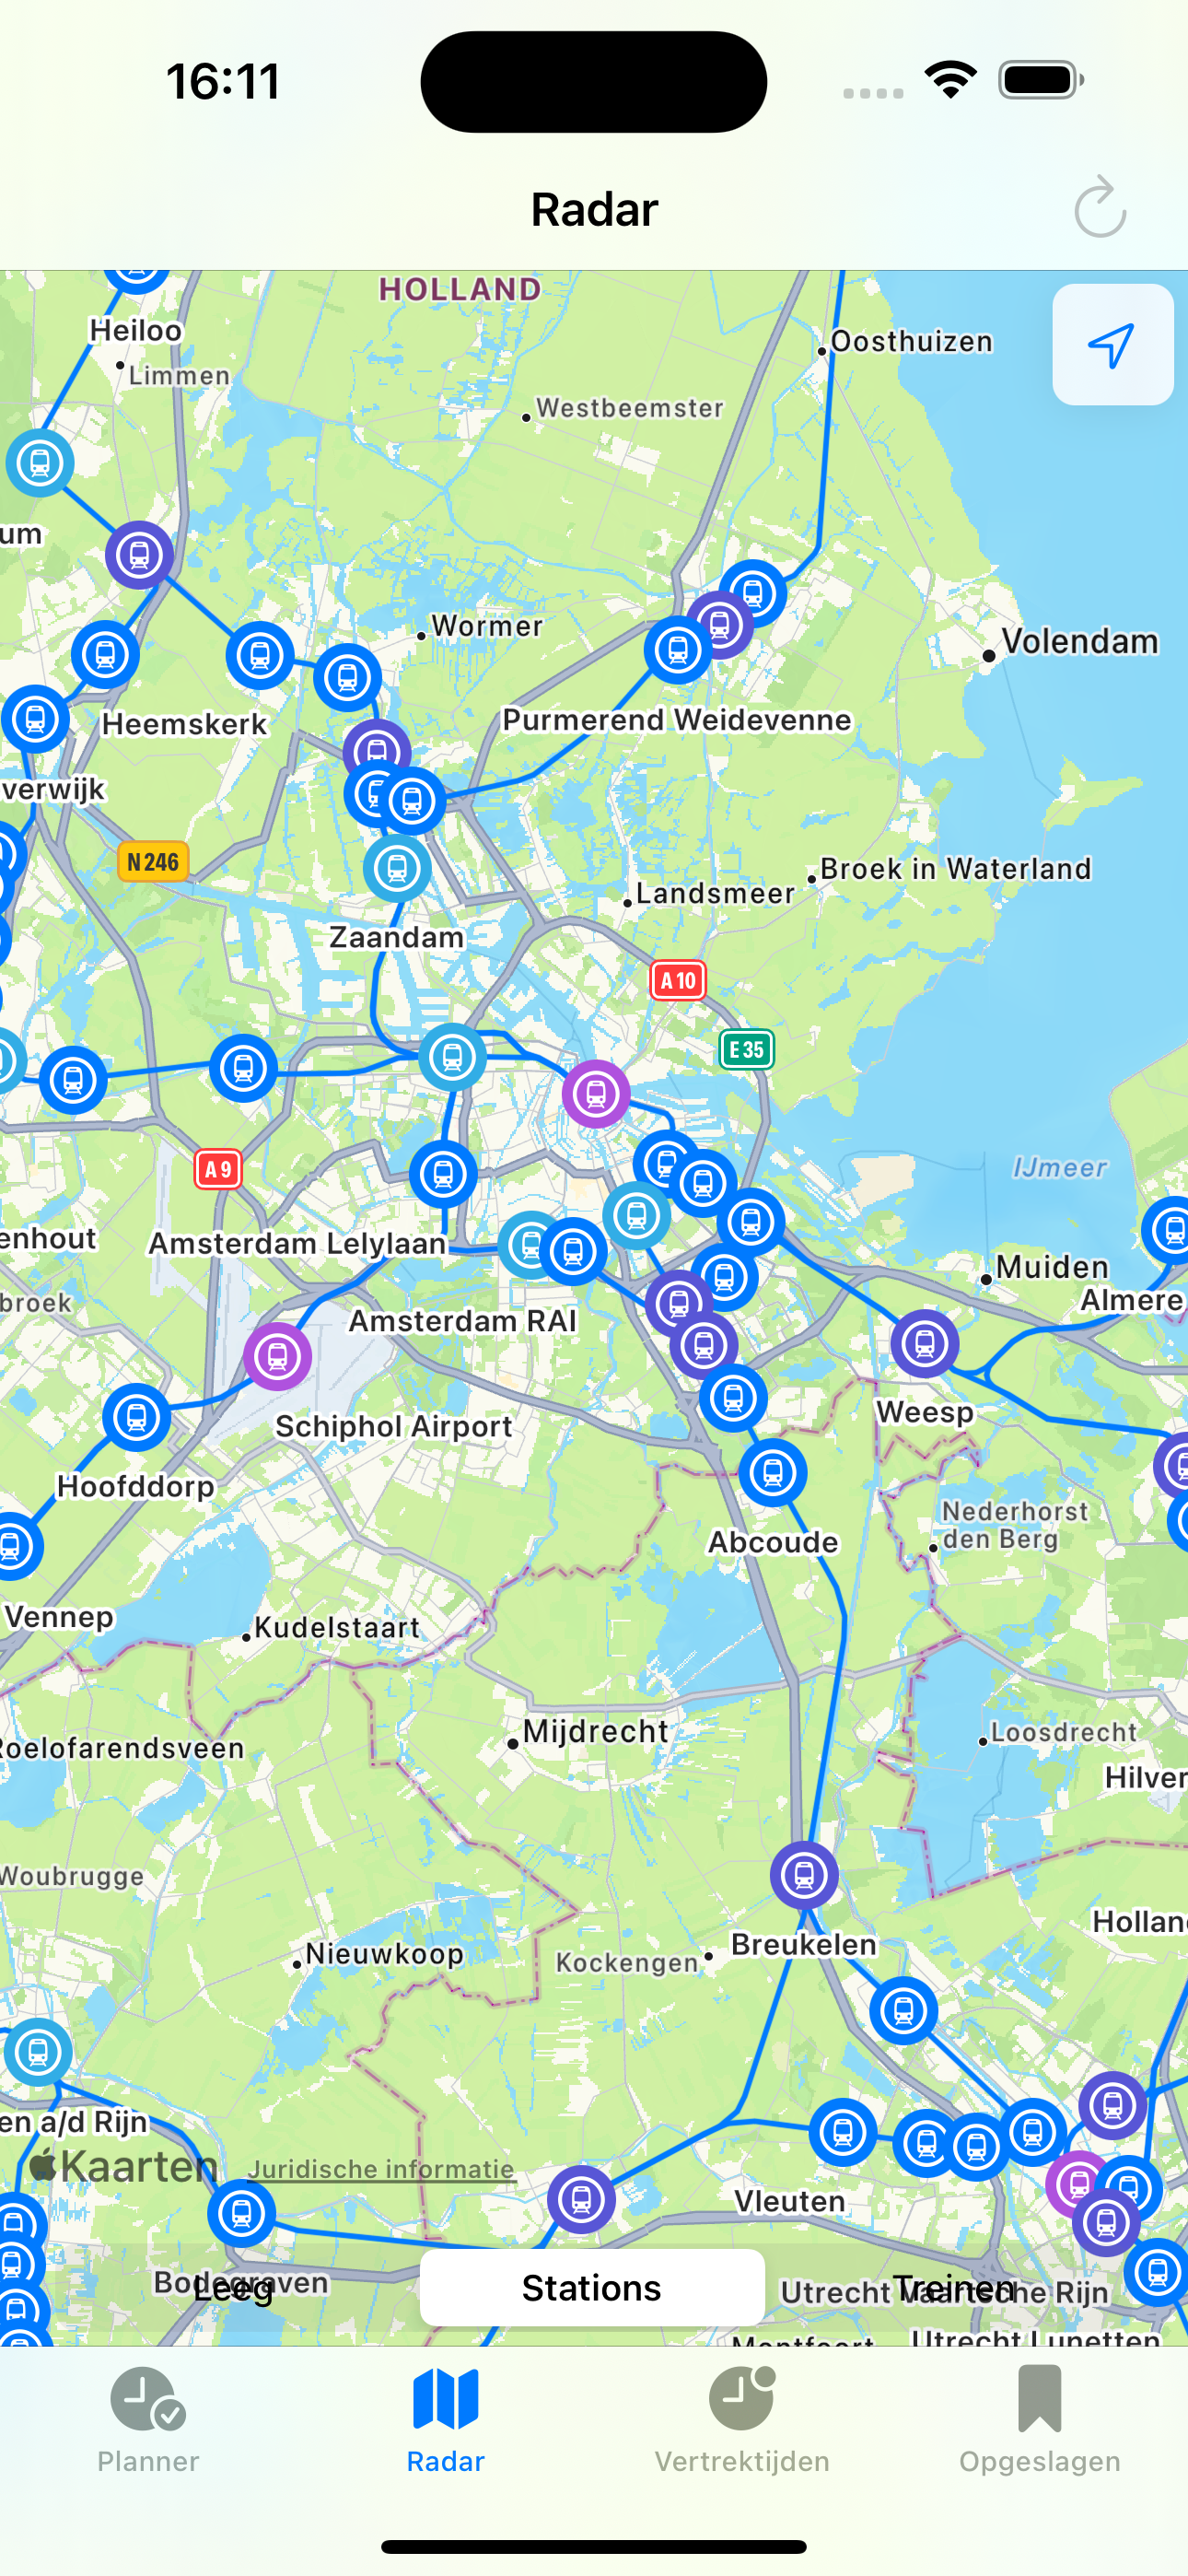 16:11
Radar
HOLLAND
Heiloo
Oosthuizen
Limmen
Westbeemster
um
Wormer
Volendam
Heemskerk
Purmerend Weidevenne
verwijk
N 246
Broek in Waterland
Landsmeer
Zaandam
A 10
E 35
A 9
IJmeer
enhout
Amsterdam Lelylaan
Muiden
broek
Almere
Amsterdam RAI
Weesp
Schiphol Airport
Hoofddorp
Nederhorst
den Berg
Abcoude
Vennep
Kudelstaart
Mijdrecht
Loosdrecht
Roelofarendsveen
Hilver
Woubrugge
Holland
Breukelen
Nieuwkoop
Kockengen
en a/d Rijn
Kaarten
Juridische informatie
Vleuten
Bodegraven
Leeg
Stations
Utrecht Vaartsche Rijn
Treinen
Montfoort
Utrecht Lunetten
Planner
Radar
Vertrektijden
Opgeslagen